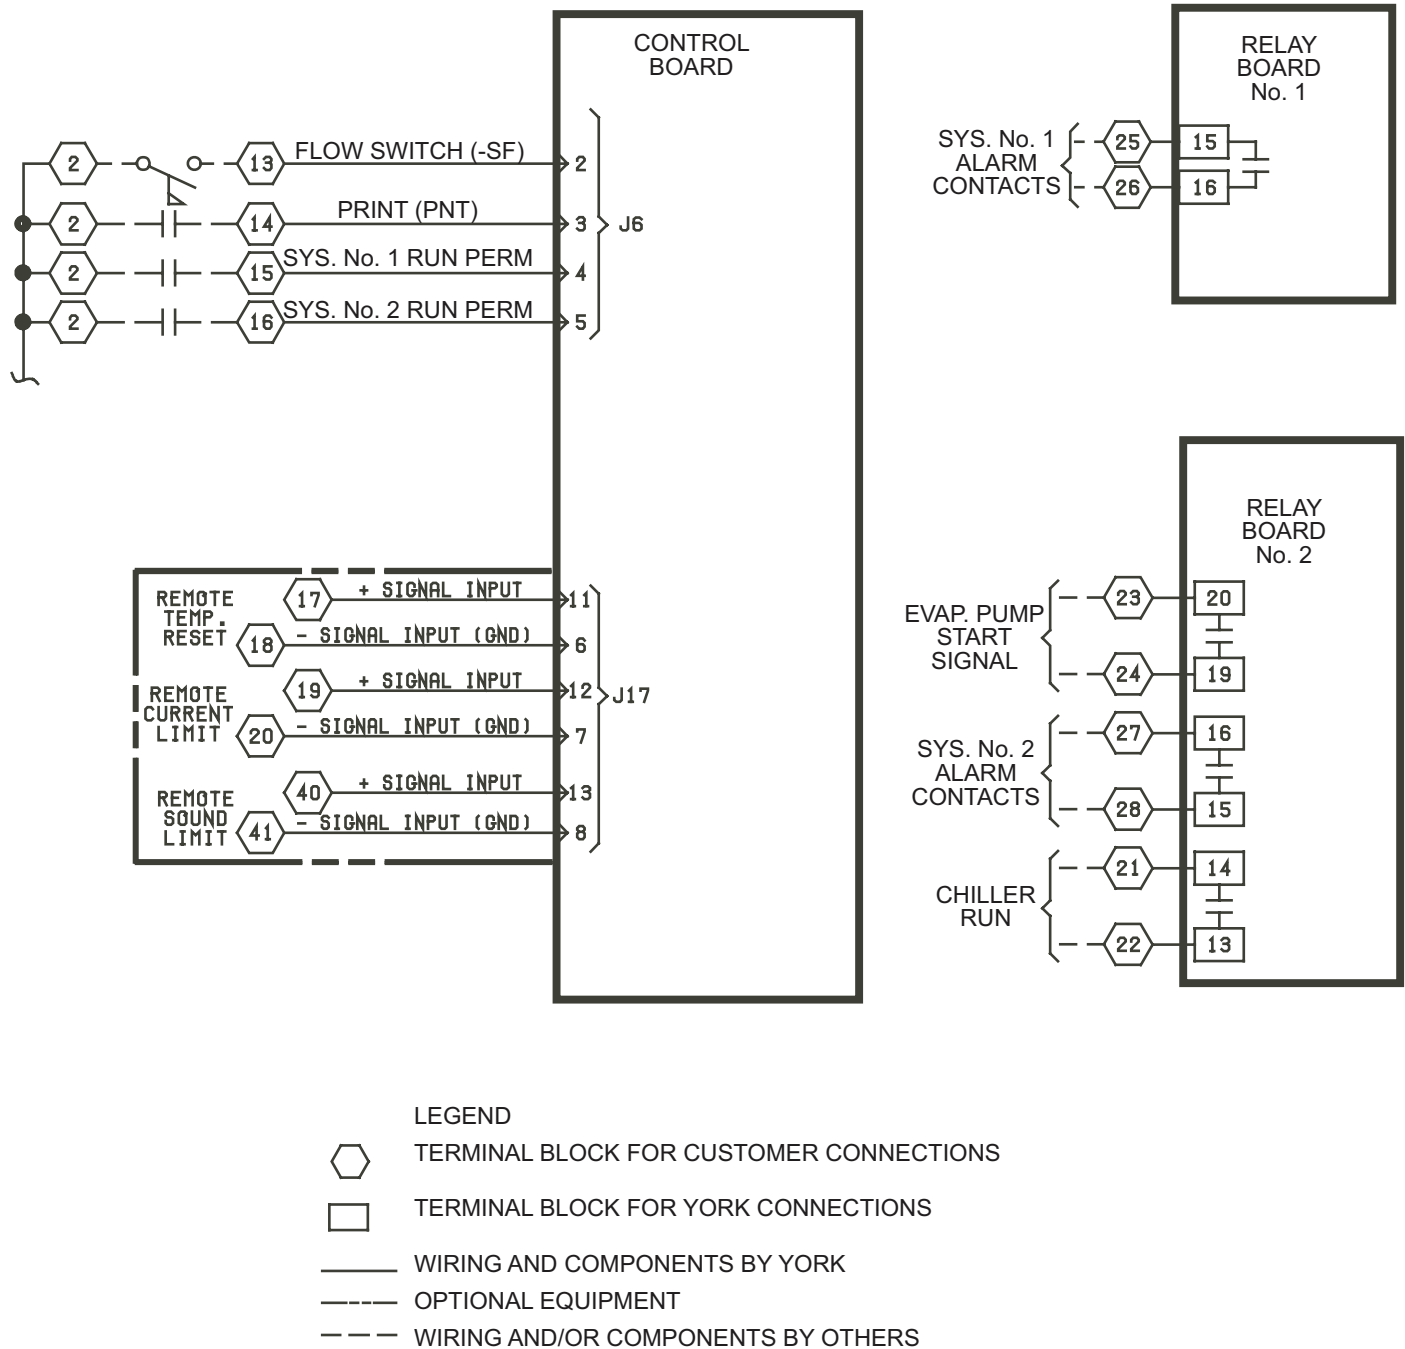 CONTROL
BOARD
2 13 FLOW SWITCH (-SF) 2
2 14 PRINT (PNT) 3
J6
2 15 SYS. No. 1 RUN PERM 4
2 16 SYS. No. 2 RUN PERM 5
REMOTE
TEMP.
RESET
17 + SIGNAL INPUT 11
18 - SIGNAL INPUT (GND) 6
REMOTE
CURRENT
LIMIT
19 + SIGNAL INPUT 12
J17
20 - SIGNAL INPUT (GND) 7
REMOTE
SOUND
LIMIT
40 + SIGNAL INPUT 13
41 - SIGNAL INPUT (GND) 8
RELAY
BOARD
No. 1
SYS. No. 1
ALARM
CONTACTS
25 15
26 16
RELAY
BOARD
No. 2
EVAP. PUMP
START
SIGNAL
23 20
24 19
SYS. No. 2
ALARM
CONTACTS
27 16
28 15
CHILLER
RUN
21 14
22 13
LEGEND
TERMINAL BLOCK FOR CUSTOMER CONNECTIONS
TERMINAL BLOCK FOR YORK CONNECTIONS
WIRING AND COMPONENTS BY YORK
OPTIONAL EQUIPMENT
WIRING AND/OR COMPONENTS BY OTHERS